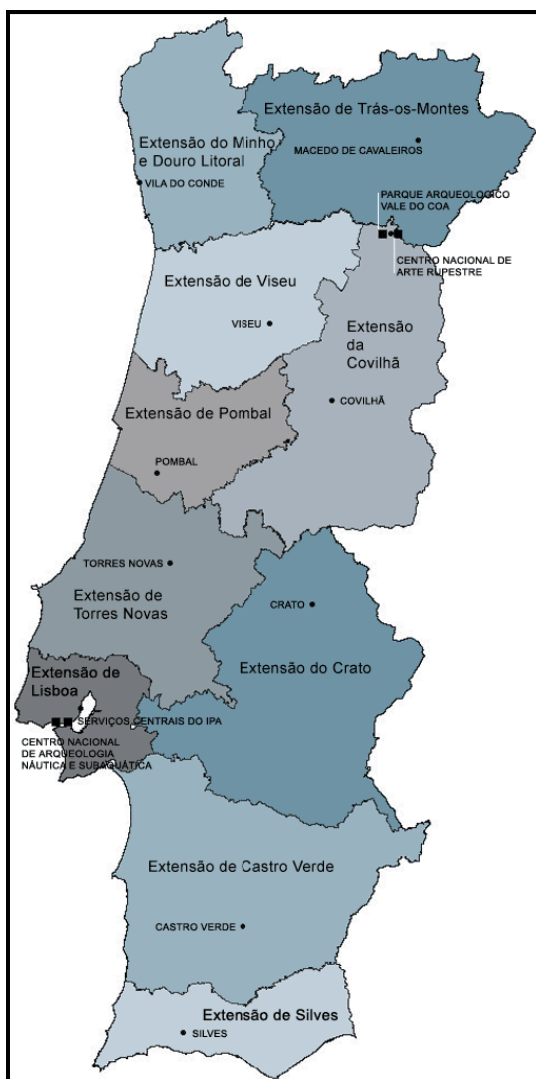 Extensão de Trás-os-Montes
Extensão do Minho
e Douro Litoral
MACEDO DE CAVALEIROS
VILA DO CONDE
PARQUE ARQUEOLOGICO
VALE DO COA
CENTRO NACIONAL DE
ARTE RUPESTRE
Extensão de Viseu
VISEU
Extensão
da
Covilhã
COVILHÃ
Extensão de Pombal
POMBAL
TORRES NOVAS
Extensão de
Torres Novas
CRATO
Extensão do Crato
Extensão de
Lisboa
SERVIÇOS CENTRAIS DO IPA
CENTRO NACIONAL
DE ARQUEOLOGIA
NÁUTICA E SUBAQUÁTICA
Extensão de Castro Verde
CASTRO VERDE
Extensão de Silves
SILVES